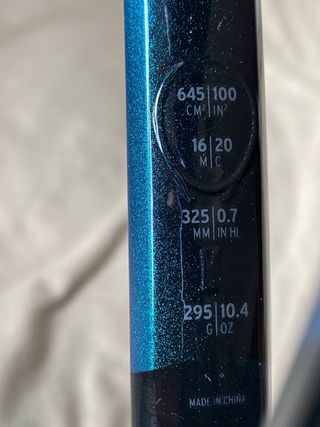 645|100
CM²|IN²
16|20
M|C
325|0.7
MM|IN HL
295|10.4
G|OZ
MADE IN CHINA